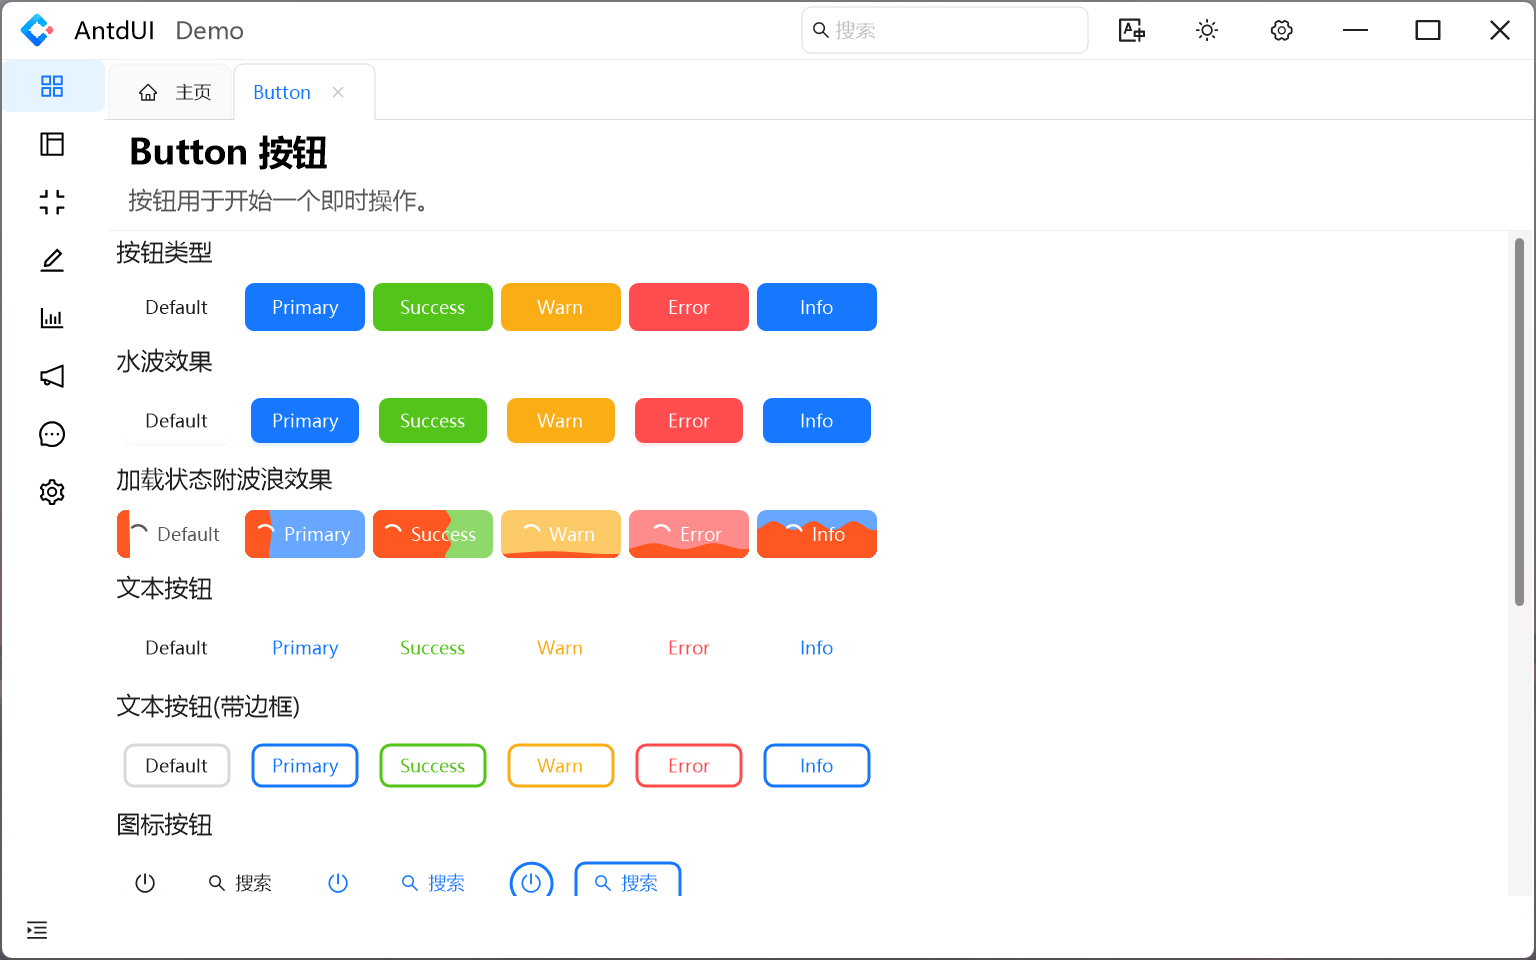 AntdUI Demo
搜索
主页
Button
Button 按钮
按钮用于开始一个即时操作。
按钮类型
Default Primary Success Warn Error Info
水波效果
Default Primary Success Warn Error Info
加载状态附波浪效果
Default Primary Success Warn Error Info
文本按钮
Default Primary Success Warn Error Info
文本按钮(带边框)
Default Primary Success Warn Error Info
图标按钮
搜索 搜索 搜索